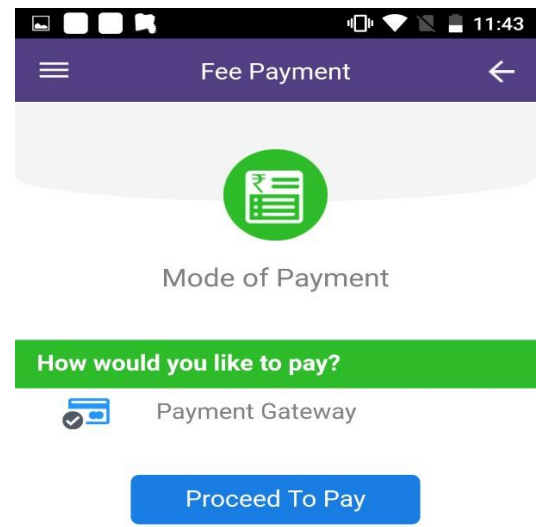 11:43
Fee Payment
₹
Mode of Payment
How would you like to pay?
Payment Gateway
Proceed To Pay